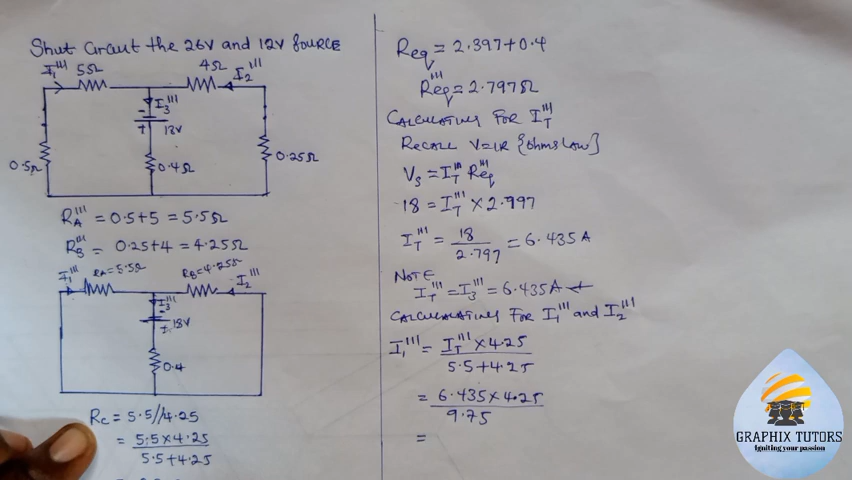 Shut Circuit the 26V and 12V Source
I₁''' 5Ω 4Ω I₂'''
I₃'''
-
+ 18V
0.5Ω 0.4Ω 0.25Ω
RA''' = 0.5+5 = 5.5Ω
RB''' = 0.25+4 = 4.25Ω
I₁''' RA=5.5Ω RB=4.25Ω I₂'''
I₃'''
18V
0.4
Rc = 5.5//4.25
= 5.5×4.25
5.5+4.25
Req = 2.397+0.4
Req''' = 2.797Ω
Calculating for IT'''
Recall V=IR {Ohms Law}
Vs = IT''' Req'''
18 = IT''' × 2.797
IT''' = 18 / 2.797 = 6.435A
Note
IT''' = I₃''' = 6.435A
Calculating for I₁''' and I₂'''
I₁''' = IT''' × 4.25
5.5+4.25
= 6.435×4.25
9.75
=
GRAPHIX TUTORS
Igniting your passion